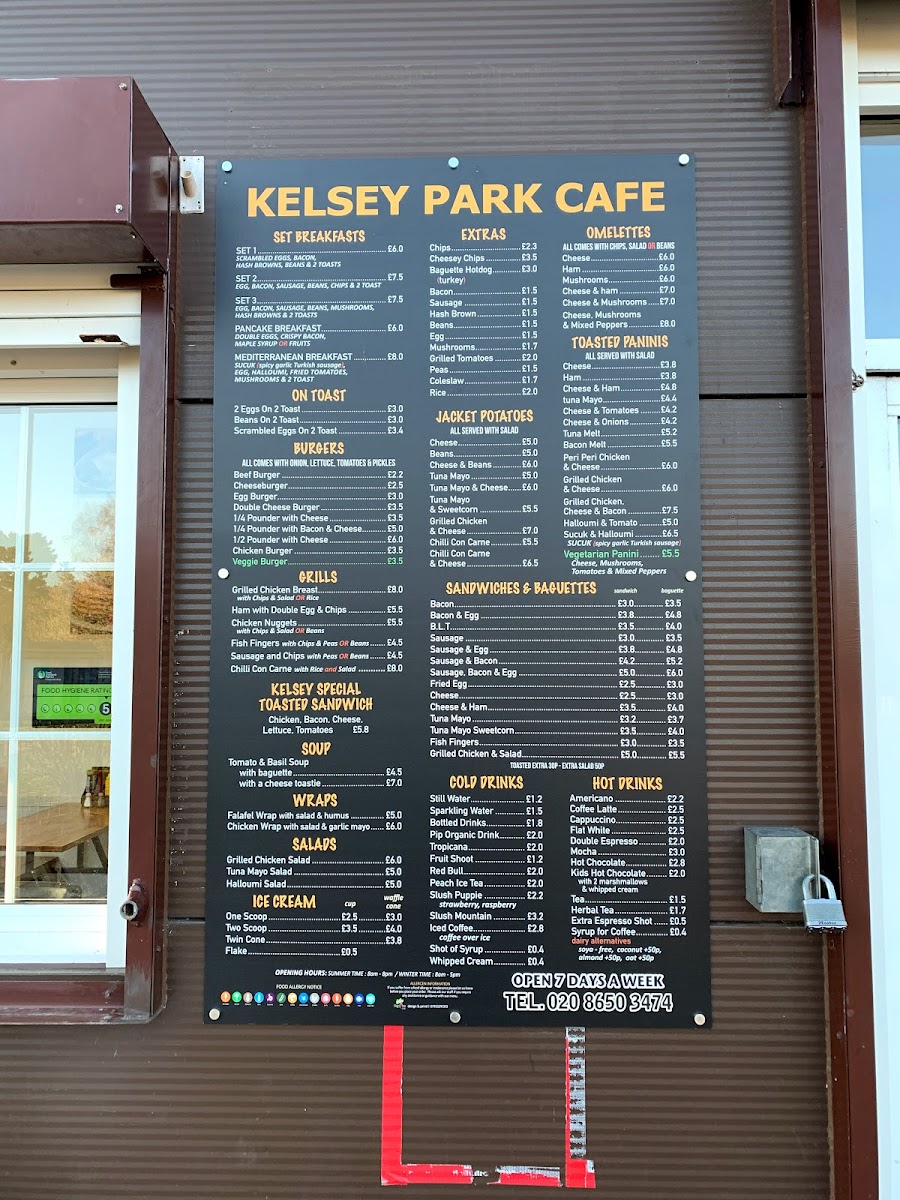 KELSEY PARK CAFE
SET BREAKFASTS
SET 1 £6.0
SCRAMBLED EGGS, BACON,
HASH BROWNS, BEANS & 2 TOASTS
SET 2 £7.5
EGG, BACON, SAUSAGE, BEANS, CHIPS & 2 TOAST
SET 3 £7.5
EGG, BACON, SAUSAGE, BEANS, MUSHROOMS,
HASH BROWNS & 2 TOASTS
PANCAKE BREAKFAST £6.0
DOUBLE EGGS, CRISPY BACON,
MAPLE SYRUP OR FRUITS
MEDITERRANEAN BREAKFAST £8.0
SUCUK (spicy garlic Turkish sausage),
EGG, HALLOUMI, FRIED TOMATOES,
MUSHROOMS & 2 TOAST
ON TOAST
2 Eggs On 2 Toast £3.0
Beans On 2 Toast £3.0
Scrambled Eggs On 2 Toast £3.4
BURGERS
ALL COMES WITH ONION, LETTUCE, TOMATOES & PICKLES
Beef Burger £2.2
Cheeseburger £2.5
Egg Burger £3.0
Double Cheese Burger £3.5
1/4 Pounder with Cheese £3.5
1/4 Pounder with Bacon & Cheese £5.0
1/2 Pounder with Cheese £6.0
Chicken Burger £3.5
Veggie Burger £3.5
GRILLS
Grilled Chicken Breast £8.0
with Chips & Salad OR Rice
Ham with Double Egg & Chips £5.5
Chicken Nuggets £5.5
with Chips & Salad OR Beans
Fish Fingers with Chips & Peas OR Beans £4.5
Sausage and Chips with Peas OR Beans £4.5
Chilli Con Carne with Rice and Salad £8.0
KELSEY SPECIAL
TOASTED SANDWICH
Chicken, Bacon, Cheese,
Lettuce, Tomatoes £5.8
SOUP
Tomato & Basil Soup
with baguette £4.5
with a cheese toastie £7.0
WRAPS
Falafel Wrap with salad & humus £5.0
Chicken Wrap with salad & garlic mayo £6.0
SALADS
Grilled Chicken Salad £6.0
Tuna Mayo Salad £5.0
Halloumi Salad £5.0
ICE CREAM cup waffle cone
One Scoop £2.5 £3.0
Two Scoop £3.5 £4.0
Twin Cone £3.8
Flake £0.5
EXTRAS
Chips £2.3
Cheesey Chips £3.5
Baguette Hotdog £3.0
(turkey)
Bacon £1.5
Sausage £1.5
Hash Brown £1.5
Beans £1.5
Egg £1.5
Mushrooms £1.7
Grilled Tomatoes £2.0
Peas £1.5
Coleslaw £1.7
Rice £2.0
JACKET POTATOES
ALL SERVED WITH SALAD
Cheese £5.0
Beans £5.0
Cheese & Beans £6.0
Tuna Mayo £5.0
Tuna Mayo & Cheese £6.0
Tuna Mayo
& Sweetcorn £5.5
Grilled Chicken
& Cheese £7.0
Chilli Con Carne £5.5
Chilli Con Carne
& Cheese £6.5
OMELETTES
ALL COMES WITH CHIPS, SALAD OR BEANS
Cheese £6.0
Ham £6.0
Mushrooms £6.0
Cheese & ham £7.0
Cheese & Mushrooms £7.0
Cheese, Mushrooms
& Mixed Peppers £8.0
TOASTED PANINIS
ALL SERVED WITH SALAD
Cheese £3.8
Ham £3.8
Cheese & Ham £4.8
tuna Mayo £4.4
Cheese & Tomatoes £4.2
Cheese & Onions £4.2
Tuna Melt £5.2
Bacon Melt £5.5
Peri Peri Chicken
& Cheese £6.0
Grilled Chicken
& Cheese £6.0
Grilled Chicken,
Cheese & Bacon £7.5
Halloumi & Tomato £5.0
Sucuk & Halloumi £6.5
SUCUK (spicy garlic Turkish sausage)
Vegetarian Panini £5.5
Cheese, Mushrooms,
Tomatoes & Mixed Peppers
SANDWICHES & BAGUETTES sandwich baguette
Bacon £3.0 £3.5
Bacon & Egg £3.8 £4.8
B.L.T £3.5 £4.0
Sausage £3.0 £3.5
Sausage & Egg £3.8 £4.8
Sausage & Bacon £4.2 £5.2
Sausage, Bacon & Egg £5.0 £6.0
Fried Egg £2.5 £3.0
Cheese £2.5 £3.0
Cheese & Ham £3.5 £4.0
Tuna Mayo £3.2 £3.7
Tuna Mayo Sweetcorn £3.5 £4.0
Fish Fingers £3.0 £3.5
Grilled Chicken & Salad £5.0 £5.5
TOASTED EXTRA 30P - EXTRA SALAD 50P
COLD DRINKS
Still Water £1.2
Sparkling Water £1.5
Bottled Drinks £1.8
Pip Organic Drink £2.0
Tropicana £2.0
Fruit Shoot £1.2
Red Bull £2.0
Peach Ice Tea £2.0
Slush Puppie £2.2
strawberry, raspberry
Slush Mountain £3.2
Iced Coffee £2.8
coffee over ice
Shot of Syrup £0.4
Whipped Cream £0.4
HOT DRINKS
Americano £2.2
Coffee Latte £2.5
Cappuccino £2.5
Flat White £2.5
Double Espresso £2.0
Mocha £3.0
Hot Chocolate £2.8
Kids Hot Chocolate £2.0
with 2 marshmallows
& whipped cream
Tea £1.5
Herbal Tea £1.7
Extra Espresso Shot £0.5
Syrup for Coffee £0.4
dairy alternatives
soya - free, coconut +50p,
almond +50p, oat +50p
OPENING HOURS: SUMMER TIME : 8am - 8pm / WINTER TIME : 8am - 5pm
FOOD ALLERGY NOTICE
ALLERGEN INFORMATION
OPEN 7 DAYS A WEEK
TEL. 020 8650 3474
FOOD HYGIENE RATING
5